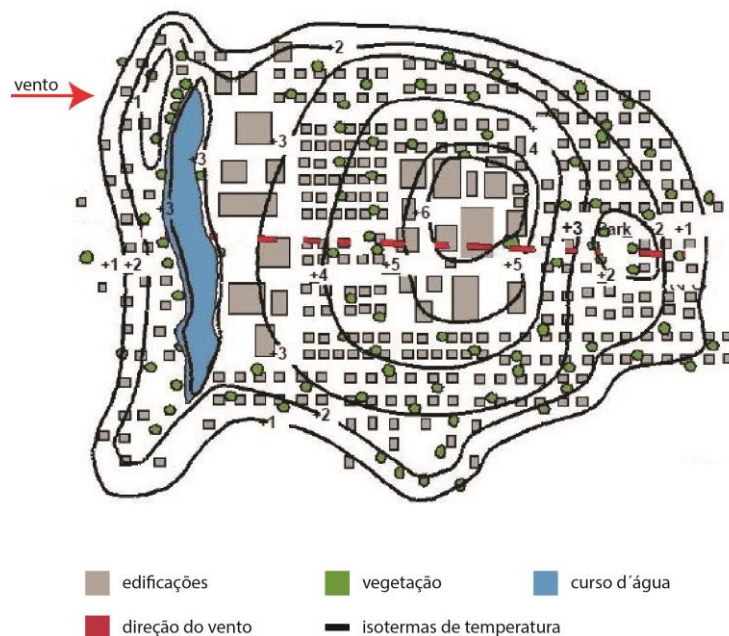 +2
vento
1
+3
+3
+
4
3
+6
+3
Park
2
+1
+1 +2
+4
+5
+5
+2
+3
+2
+1
edificações
vegetação
curso d´água
direção do vento
isotermas de temperatura